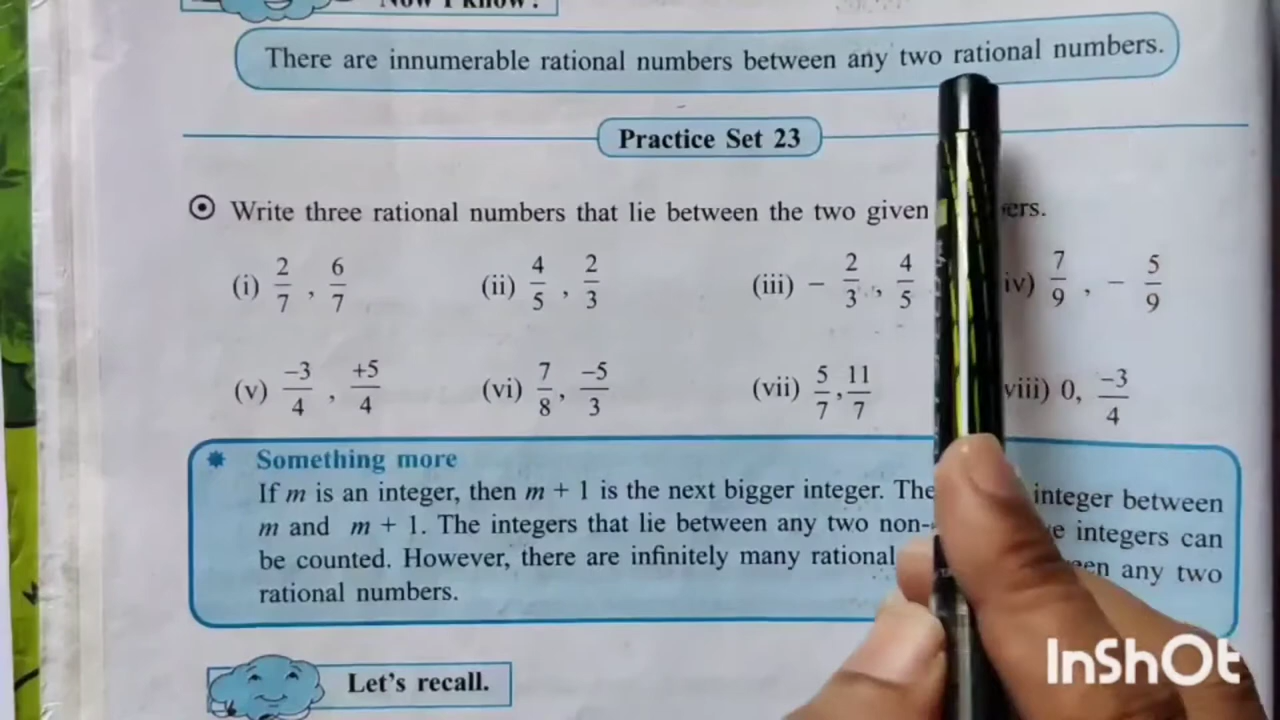 Now I know!
There are innumerable rational numbers between any two rational numbers.
Practice Set 23
Write three rational numbers that lie between the two given
(i) 2/7 , 6/7 (ii) 4/5 , 2/3 (iii) − 2/3 , 4/5 iv) 7/9 , − 5/9
(v) −3/4 , +5/4 (vi) 7/8, −5/3 (vii) 5/7, 11/7 viii) 0, −3/4
Something more
If m is an integer, then m + 1 is the next bigger integer. integer between
m and m + 1. The integers that lie between any two non- integers can
be counted. However, there are infinitely many rational any two
rational numbers.
Let's recall.
InShOt